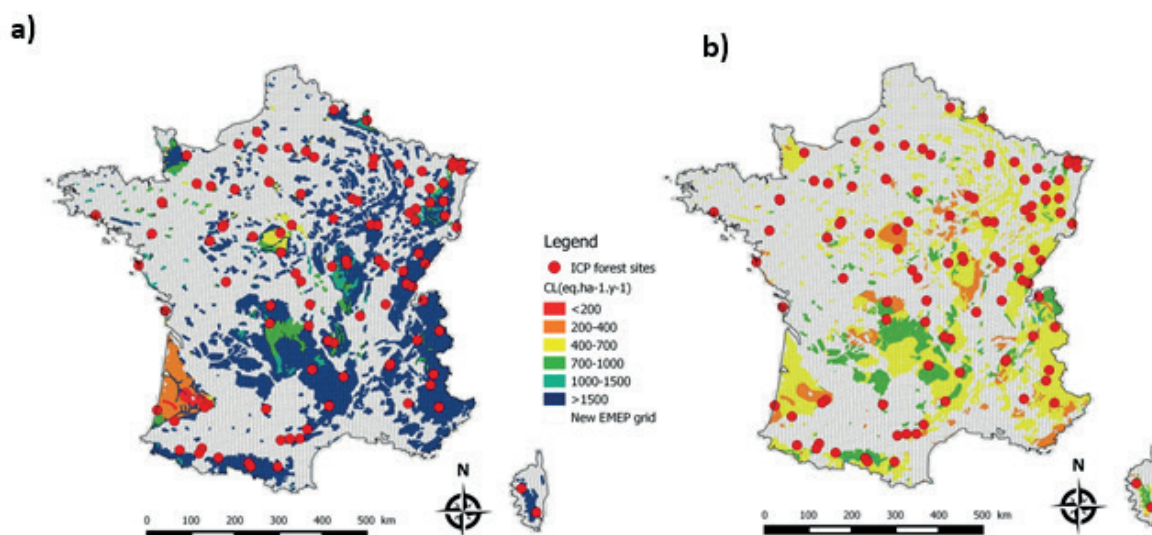 a)
b)
Legend
ICP forest sites
CL(eq.ha-1.y-1)
<200
200-400
400-700
700-1000
1000-1500
>1500
New EMEP grid
N
N
0 100 200 300 400 500 km
0 100 200 300 400 500 km